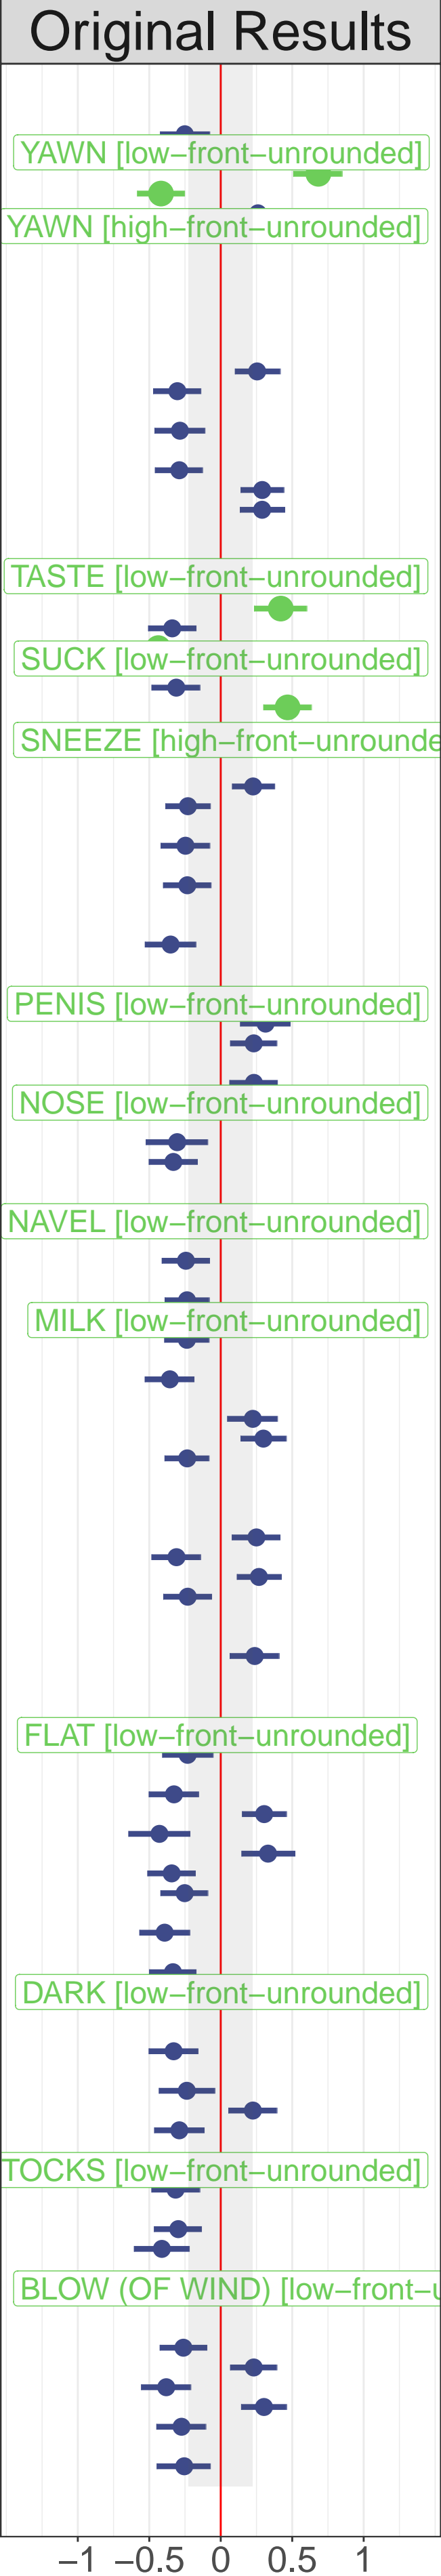 Original Results
YAWN [low−front−unrounded]
YAWN [high−front−unrounded]
TASTE [low−front−unrounded]
SUCK [low−front−unrounded]
SNEEZE [high−front−unrounde
PENIS [low−front−unrounded]
NOSE [low−front−unrounded]
NAVEL [low−front−unrounded]
MILK [low−front−unrounded]
FLAT [low−front−unrounded]
DARK [low−front−unrounded]
TOCKS [low−front−unrounded]
BLOW (OF WIND) [low−front−u
−1 −0.5 0 0.5 1